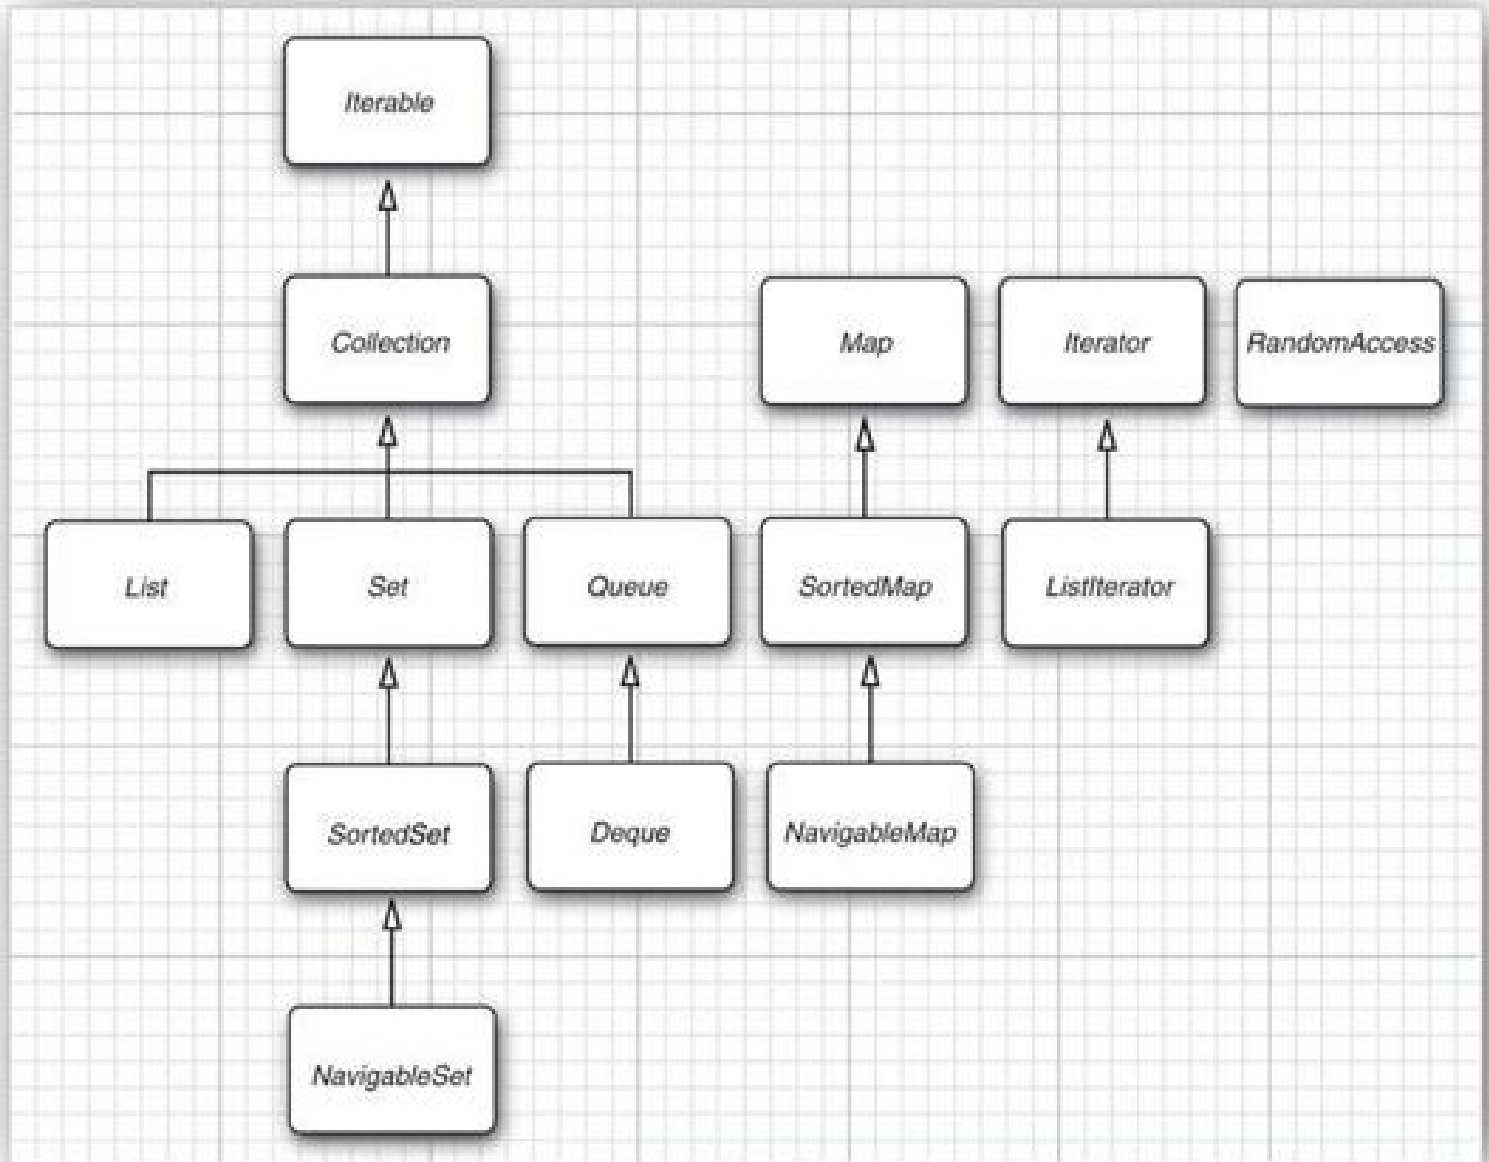 Iterable
Collection
Map
Iterator
RandomAccess
List
Set
Queue
SortedMap
ListIterator
SortedSet
Deque
NavigableMap
NavigableSet